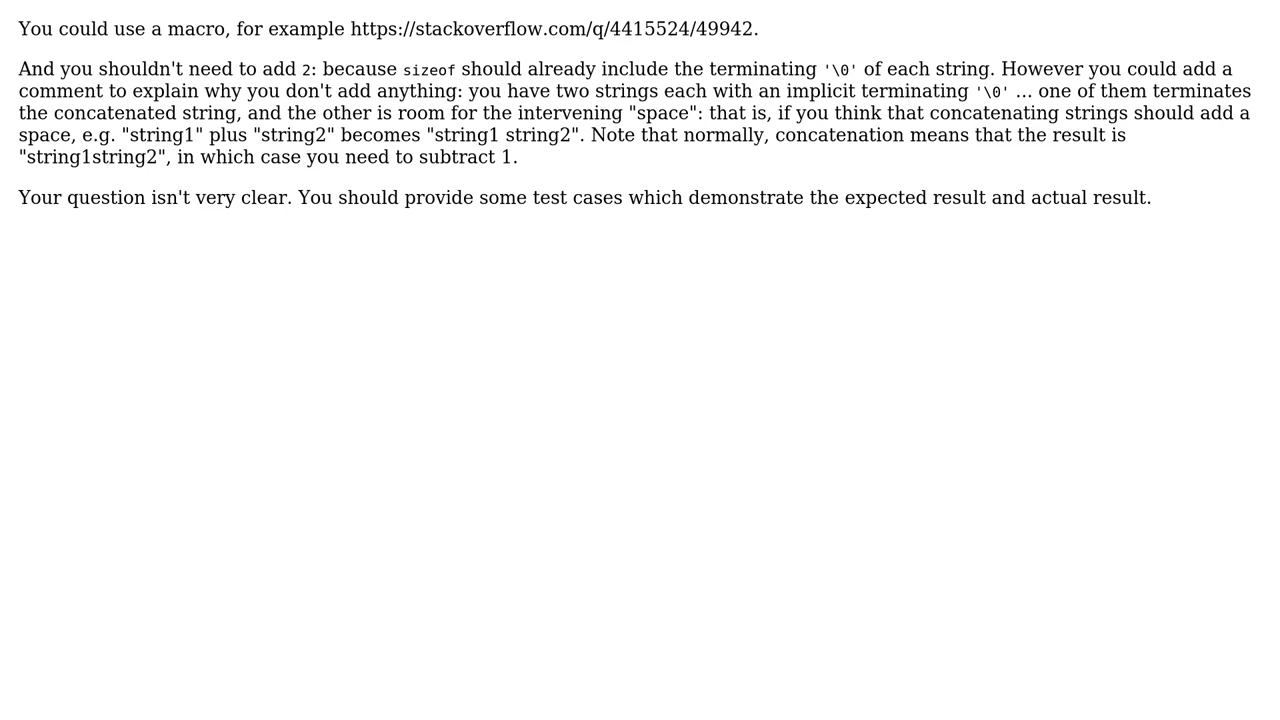 You could use a macro, for example https://stackoverflow.com/q/4415524/49942.
And you shouldn't need to add 2: because sizeof should already include the terminating '\0' of each string. However you could add a
comment to explain why you don't add anything: you have two strings each with an implicit terminating '\0' ... one of them terminates
the concatenated string, and the other is room for the intervening "space": that is, if you think that concatenating strings should add a
space, e.g. "string1" plus "string2" becomes "string1 string2". Note that normally, concatenation means that the result is
"string1string2", in which case you need to subtract 1.
Your question isn't very clear. You should provide some test cases which demonstrate the expected result and actual result.